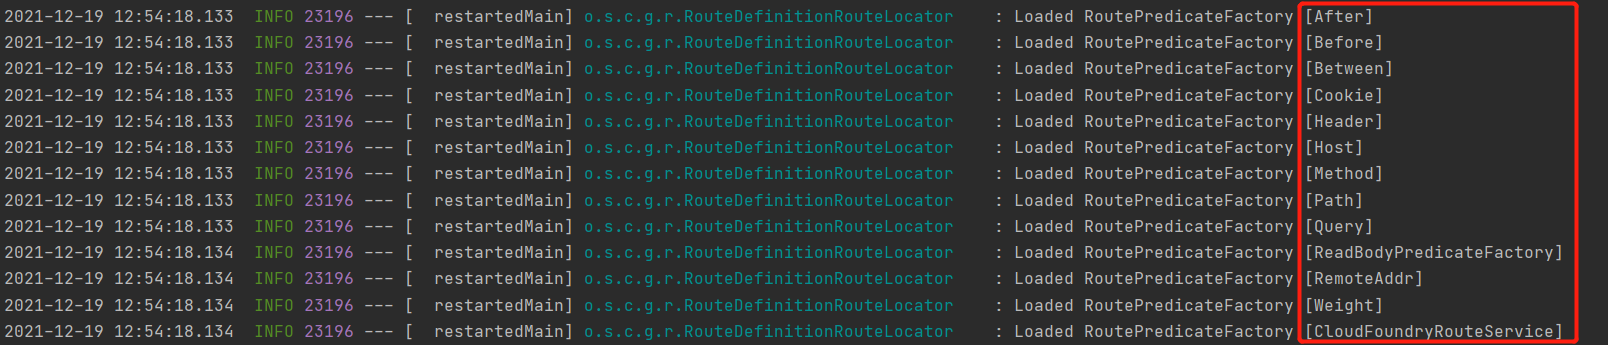 2021-12-19 12:54:18.133  INFO 23196 --- [  restartedMain] o.s.c.g.r.RouteDefinitionRouteLocator    : Loaded RoutePredicateFactory [After]
2021-12-19 12:54:18.133  INFO 23196 --- [  restartedMain] o.s.c.g.r.RouteDefinitionRouteLocator    : Loaded RoutePredicateFactory [Before]
2021-12-19 12:54:18.133  INFO 23196 --- [  restartedMain] o.s.c.g.r.RouteDefinitionRouteLocator    : Loaded RoutePredicateFactory [Between]
2021-12-19 12:54:18.133  INFO 23196 --- [  restartedMain] o.s.c.g.r.RouteDefinitionRouteLocator    : Loaded RoutePredicateFactory [Cookie]
2021-12-19 12:54:18.133  INFO 23196 --- [  restartedMain] o.s.c.g.r.RouteDefinitionRouteLocator    : Loaded RoutePredicateFactory [Header]
2021-12-19 12:54:18.133  INFO 23196 --- [  restartedMain] o.s.c.g.r.RouteDefinitionRouteLocator    : Loaded RoutePredicateFactory [Host]
2021-12-19 12:54:18.133  INFO 23196 --- [  restartedMain] o.s.c.g.r.RouteDefinitionRouteLocator    : Loaded RoutePredicateFactory [Method]
2021-12-19 12:54:18.133  INFO 23196 --- [  restartedMain] o.s.c.g.r.RouteDefinitionRouteLocator    : Loaded RoutePredicateFactory [Path]
2021-12-19 12:54:18.133  INFO 23196 --- [  restartedMain] o.s.c.g.r.RouteDefinitionRouteLocator    : Loaded RoutePredicateFactory [Query]
2021-12-19 12:54:18.134  INFO 23196 --- [  restartedMain] o.s.c.g.r.RouteDefinitionRouteLocator    : Loaded RoutePredicateFactory [ReadBodyPredicateFactory]
2021-12-19 12:54:18.134  INFO 23196 --- [  restartedMain] o.s.c.g.r.RouteDefinitionRouteLocator    : Loaded RoutePredicateFactory [RemoteAddr]
2021-12-19 12:54:18.134  INFO 23196 --- [  restartedMain] o.s.c.g.r.RouteDefinitionRouteLocator    : Loaded RoutePredicateFactory [Weight]
2021-12-19 12:54:18.134  INFO 23196 --- [  restartedMain] o.s.c.g.r.RouteDefinitionRouteLocator    : Loaded RoutePredicateFactory [CloudFoundryRouteService]